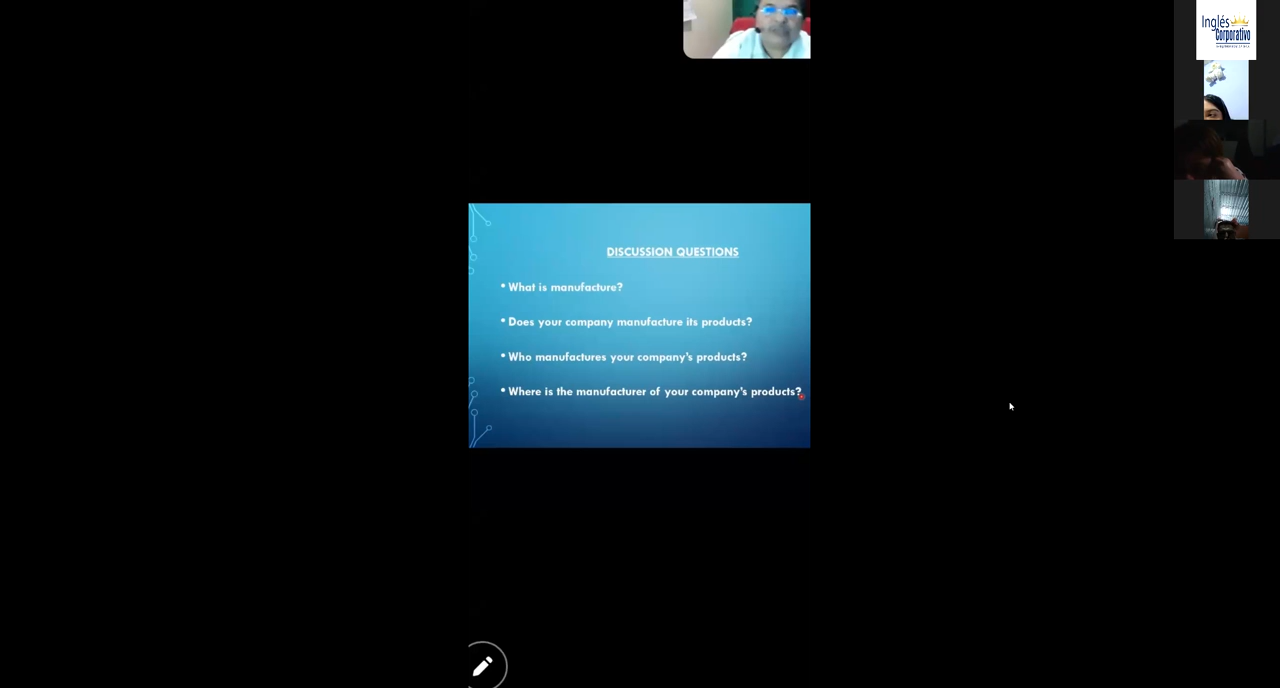 Inglés
Corporativo
DISCUSSION QUESTIONS
• What is manufacture?
• Does your company manufacture its products?
• Who manufactures your company's products?
• Where is the manufacturer of your company's products?